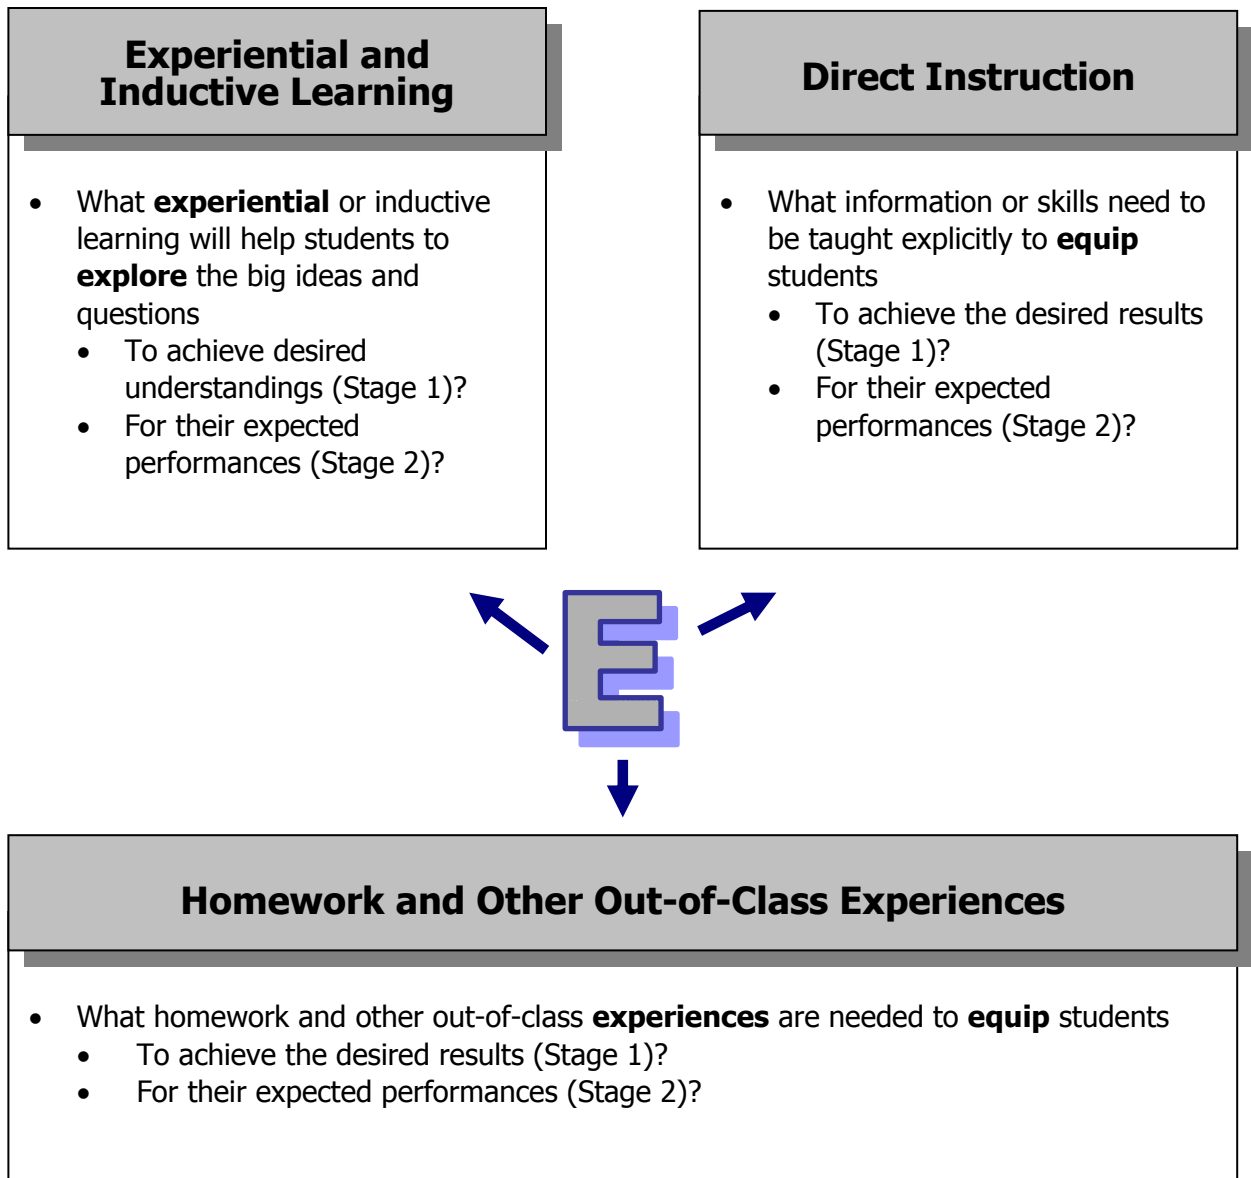 Experiential and
Inductive Learning
• What experiential or inductive
learning will help students to
explore the big ideas and
questions
• To achieve desired
understandings (Stage 1)?
• For their expected
performances (Stage 2)?
Direct Instruction
• What information or skills need to
be taught explicitly to equip
students
• To achieve the desired results
(Stage 1)?
• For their expected
performances (Stage 2)?
E
Homework and Other Out-of-Class Experiences
• What homework and other out-of-class experiences are needed to equip students
• To achieve the desired results (Stage 1)?
• For their expected performances (Stage 2)?